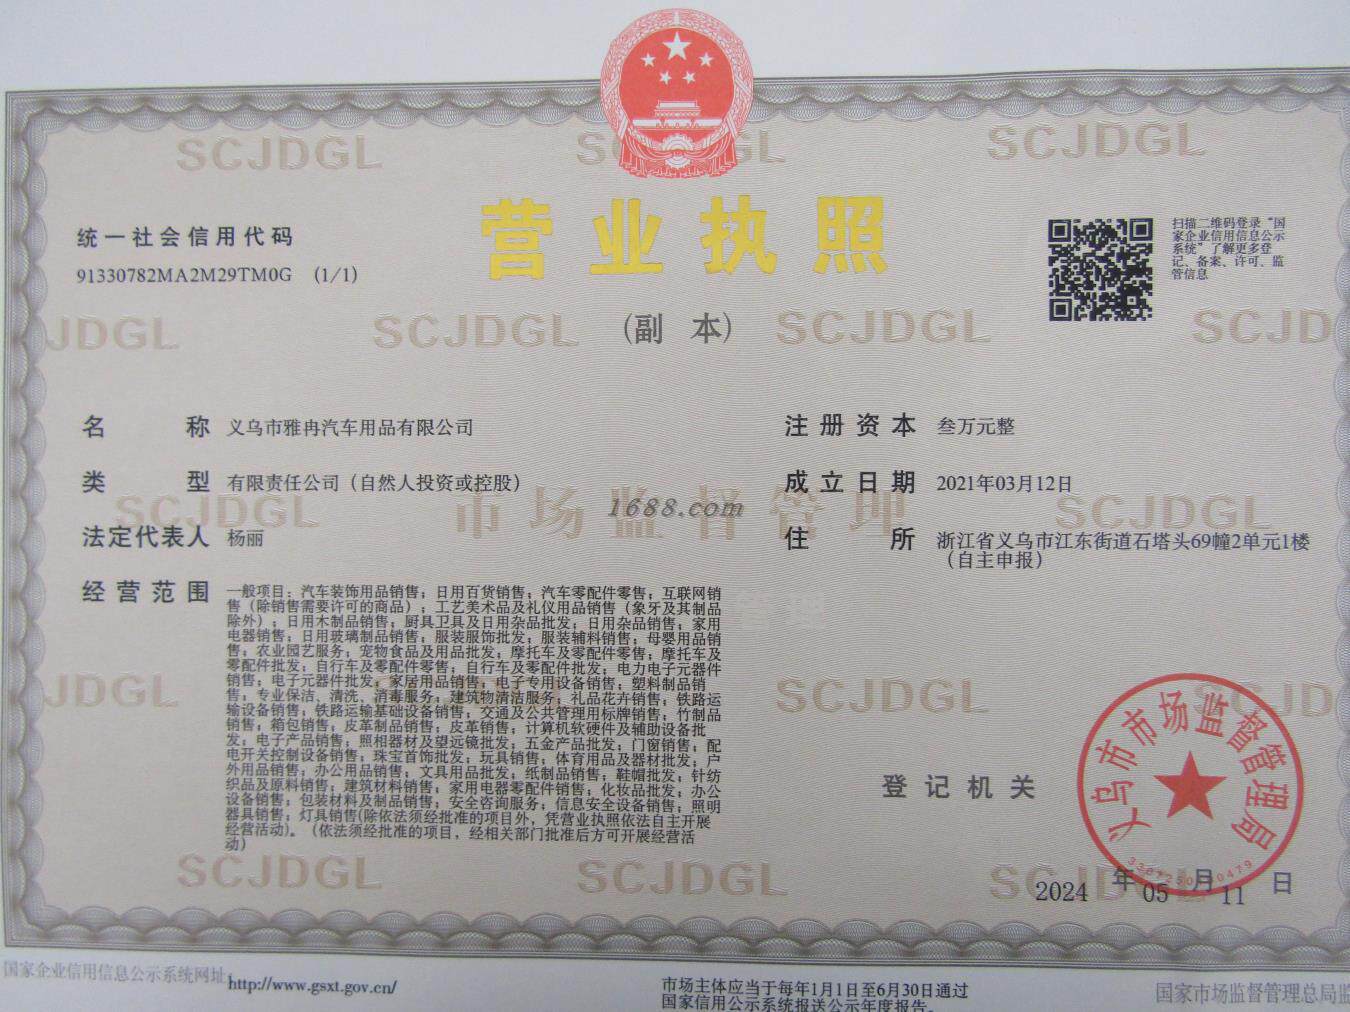 SCJDGL
SCJDGL
营业执照
(副 本)
统一社会信用代码
91330782MA2M29TM0G (1/1)
扫描二维码登录“国
家企业信用信息公示
系统”了解更多登
记、备案、许可、监
管信息
JDGL
SCJDGL
SCJDGL
SCJD
名称 义乌市雅冉汽车用品有限公司
类型 有限责任公司（自然人投资或控股）
法定代表人 杨丽
经营范围 一般项目：汽车装饰用品销售；日用百货销售；汽车零配件零售；互联网销
售（除销售需要许可的商品）；工艺美术品及礼仪用品销售（象牙及其制品
除外）；日用木制品销售；厨具卫具及日用杂品批发；日用杂品销售；家用
电器销售；日用玻璃制品销售；服装服饰批发；服装辅料销售；母婴用品销
售；农业园艺服务；宠物食品及用品批发；摩托车及零配件零售；摩托车及
零配件批发；自行车及零配件零售；自行车及零配件批发；电力电子元器件
销售；电子元器件批发；家居用品销售；电子专用设备销售；塑料制品销
售；专业保洁、清洗、消毒服务；建筑物清洁服务；礼品花卉销售；铁路运
输设备销售；铁路运输基础设备销售；交通及公共管理用标牌销售；竹制品
销售；箱包销售；皮革制品销售；皮革销售；计算机软硬件及辅助设备批
发；电子产品销售；照相器材及望远镜批发；五金产品批发；门窗销售；配
电开关控制设备销售；珠宝首饰批发；玩具销售；体育用品及器材批发；户
外用品销售；办公用品销售；文具用品批发；纸制品销售；鞋帽批发；针纺
织品及原料销售；建筑材料销售；家用电器零配件销售；化妆品批发；办公
设备销售；包装材料及制品销售；安全咨询服务；信息安全设备销售；照明
器具销售；灯具销售(除依法须经批准的项目外，凭营业执照依法自主开展
经营活动)。（依法须经批准的项目，经相关部门批准后方可开展经营活
动）
注册资本 叁万元整
成立日期 2021年03月12日
住所 浙江省义乌市江东街道石塔头69幢2单元1楼
（自主申报）
SCJDGL
市场监督管理
1688.com
SCJDGL
管理
JDGL
SCJDGL
SCJD
登记机关
义乌市市场监督管理局
2024年05月11日
SCJDGL
SCJDGL
国家企业信用信息公示系统网址：http://www.gsxt.gov.cn/
市场主体应当于每年1月1日至6月30日通过
国家信用公示系统报送公示年度报告。
国家市场监督管理总局监